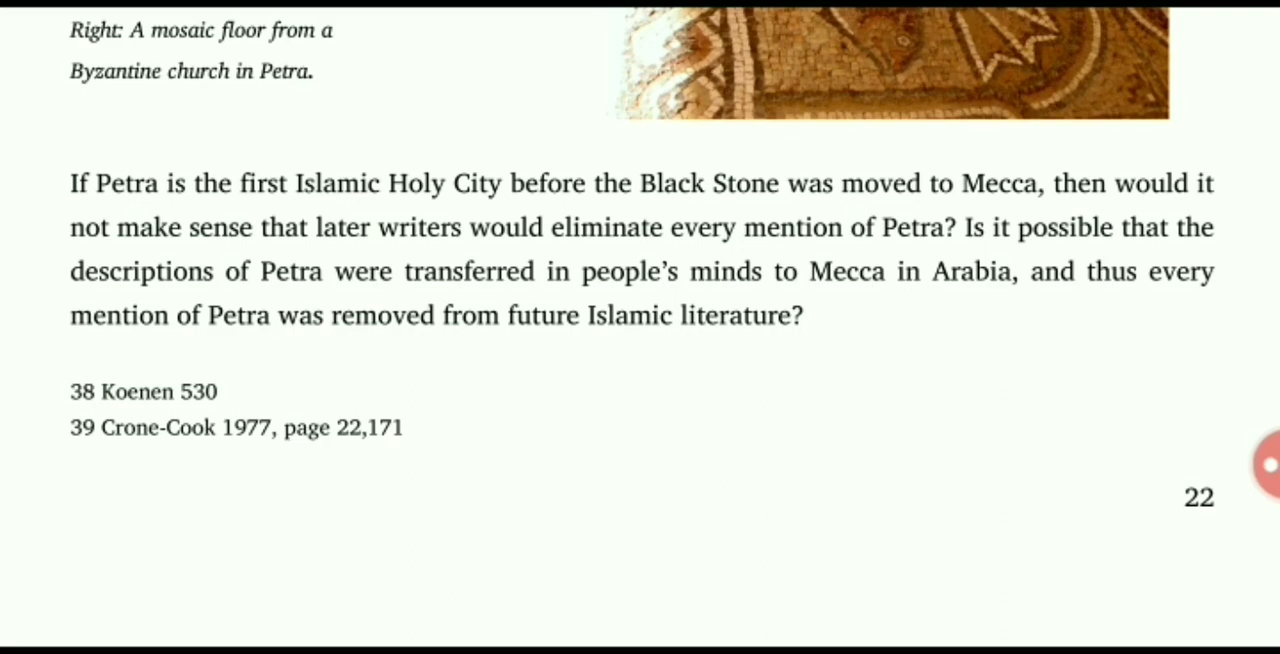 Right: A mosaic floor from a
Byzantine church in Petra.
If Petra is the first Islamic Holy City before the Black Stone was moved to Mecca, then would it
not make sense that later writers would eliminate every mention of Petra? Is it possible that the
descriptions of Petra were transferred in people's minds to Mecca in Arabia, and thus every
mention of Petra was removed from future Islamic literature?
38 Koenen 530
39 Crone-Cook 1977, page 22,171
22